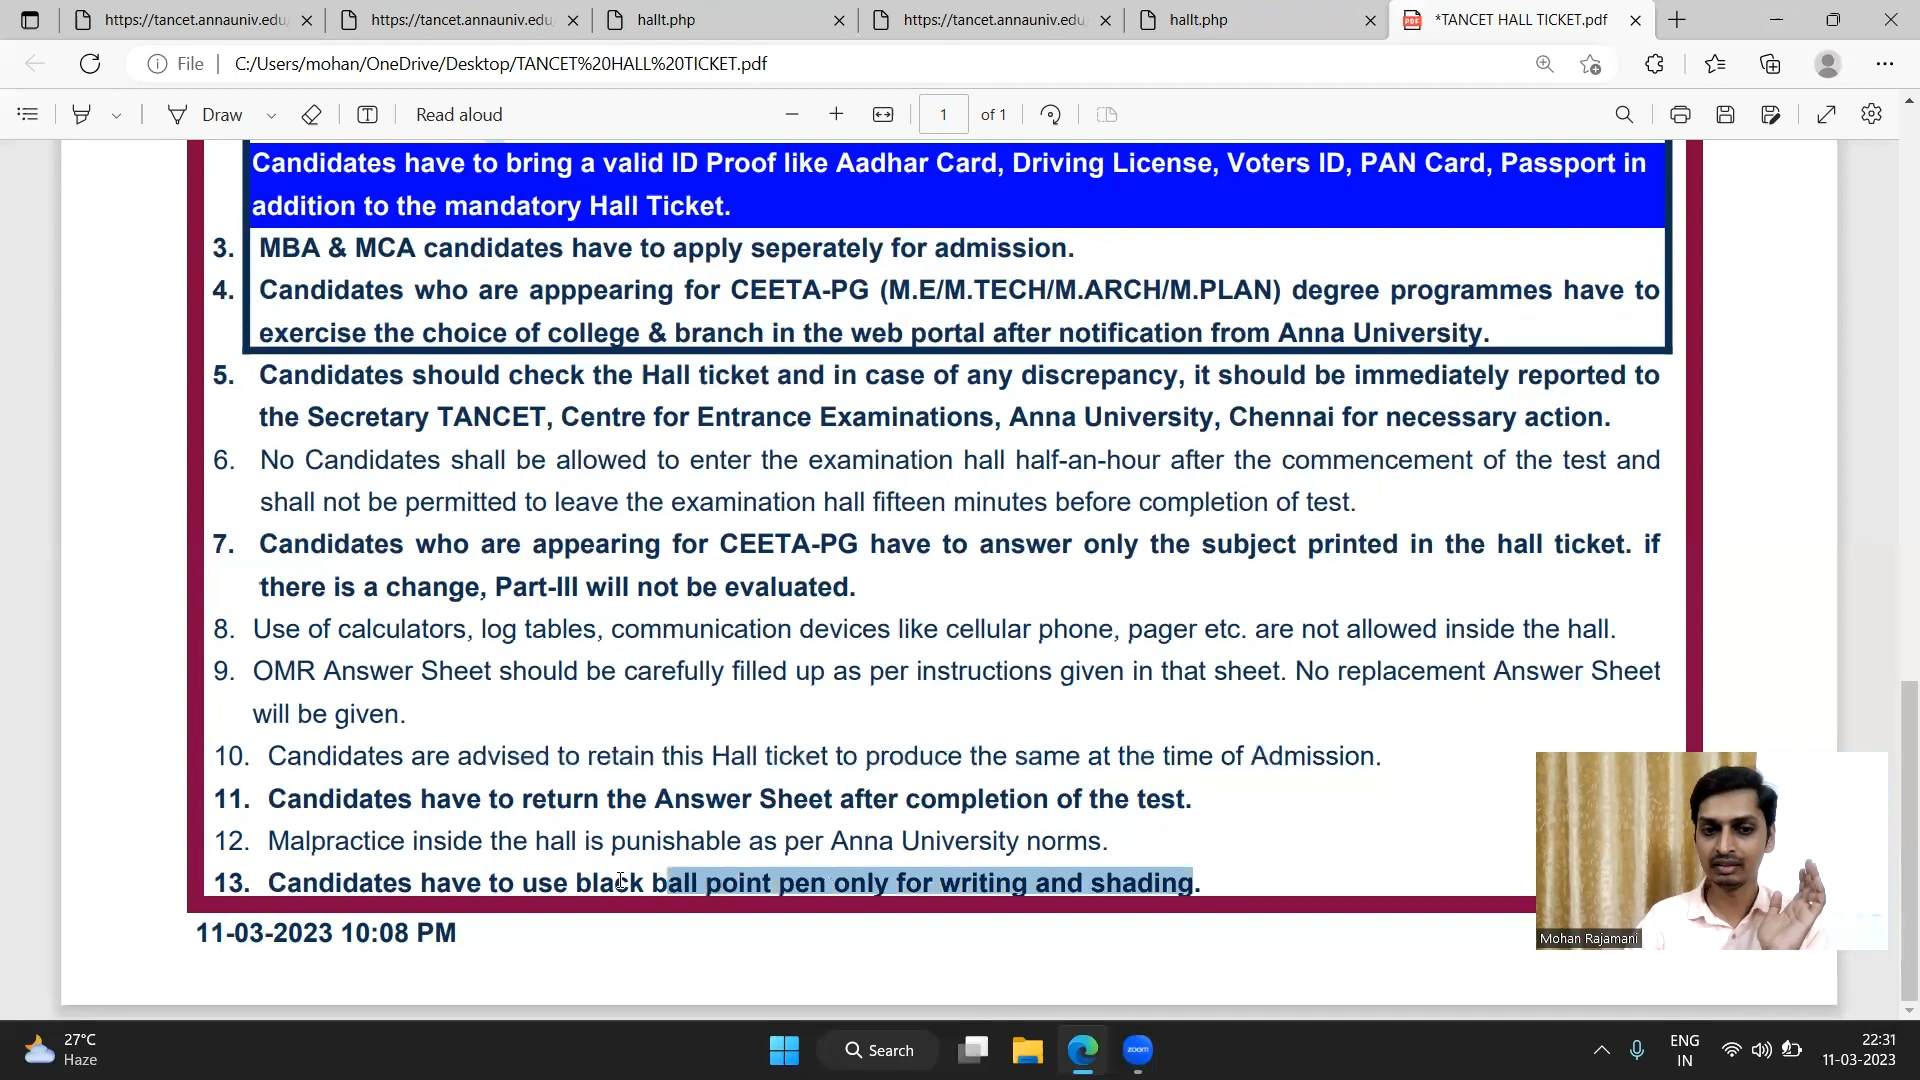 https://tancet.annauniv.edu
https://tancet.annauniv.edu
hallt.php
https://tancet.annauniv.edu
hallt.php
*TANCET HALL TICKET.pdf
File
C:/Users/mohan/OneDrive/Desktop/TANCET%20HALL%20TICKET.pdf
Draw
Read aloud
1
of 1
Candidates have to bring a valid ID Proof like Aadhar Card, Driving License, Voters ID, PAN Card, Passport in
addition to the mandatory Hall Ticket.
3. MBA & MCA candidates have to apply seperately for admission.
4. Candidates who are apppearing for CEETA-PG (M.E/M.TECH/M.ARCH/M.PLAN) degree programmes have to
exercise the choice of college & branch in the web portal after notification from Anna University.
5. Candidates should check the Hall ticket and in case of any discrepancy, it should be immediately reported to
the Secretary TANCET, Centre for Entrance Examinations, Anna University, Chennai for necessary action.
6. No Candidates shall be allowed to enter the examination hall half-an-hour after the commencement of the test and
shall not be permitted to leave the examination hall fifteen minutes before completion of test.
7. Candidates who are appearing for CEETA-PG have to answer only the subject printed in the hall ticket. if
there is a change, Part-III will not be evaluated.
8. Use of calculators, log tables, communication devices like cellular phone, pager etc. are not allowed inside the hall.
9. OMR Answer Sheet should be carefully filled up as per instructions given in that sheet. No replacement Answer Sheet
will be given.
10. Candidates are advised to retain this Hall ticket to produce the same at the time of Admission.
11. Candidates have to return the Answer Sheet after completion of the test.
12. Malpractice inside the hall is punishable as per Anna University norms.
13. Candidates have to use black ball point pen only for writing and shading.
11-03-2023 10:08 PM
Mohan Rajamani
27°C
Haze
Search
zoom
ENG
IN
22:31
11-03-2023